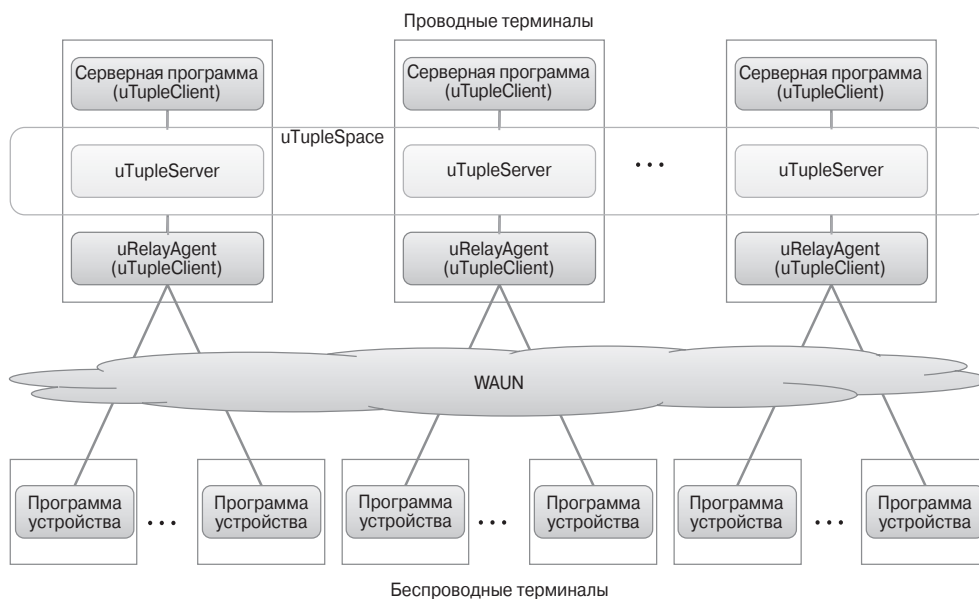 Проводные терминалы
Серверная программа
(uTupleClient)
Серверная программа
(uTupleClient)
Серверная программа
(uTupleClient)
uTupleSpace
uTupleServer
uTupleServer
...
uTupleServer
uRelayAgent
(uTupleClient)
uRelayAgent
(uTupleClient)
uRelayAgent
(uTupleClient)
WAUN
Программа
устройства
...
Программа
устройства
Программа
устройства
...
Программа
устройства
Программа
устройства
...
Программа
устройства
Беспроводные терминалы